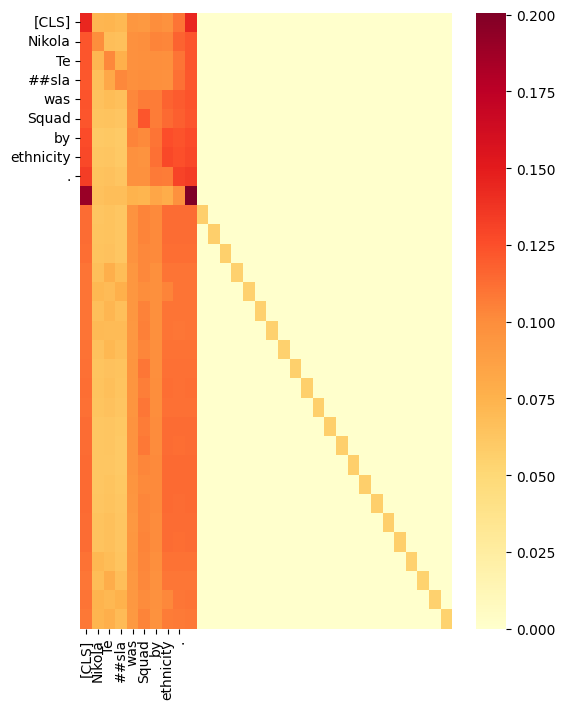 [CLS]
Nikola
Te
##sla
was
Squad
by
ethnicity
.
[CLS]
Nikola
Te
##sla
was
Squad
by
ethnicity
.
0.200
0.175
0.150
0.125
0.100
0.075
0.050
0.025
0.000